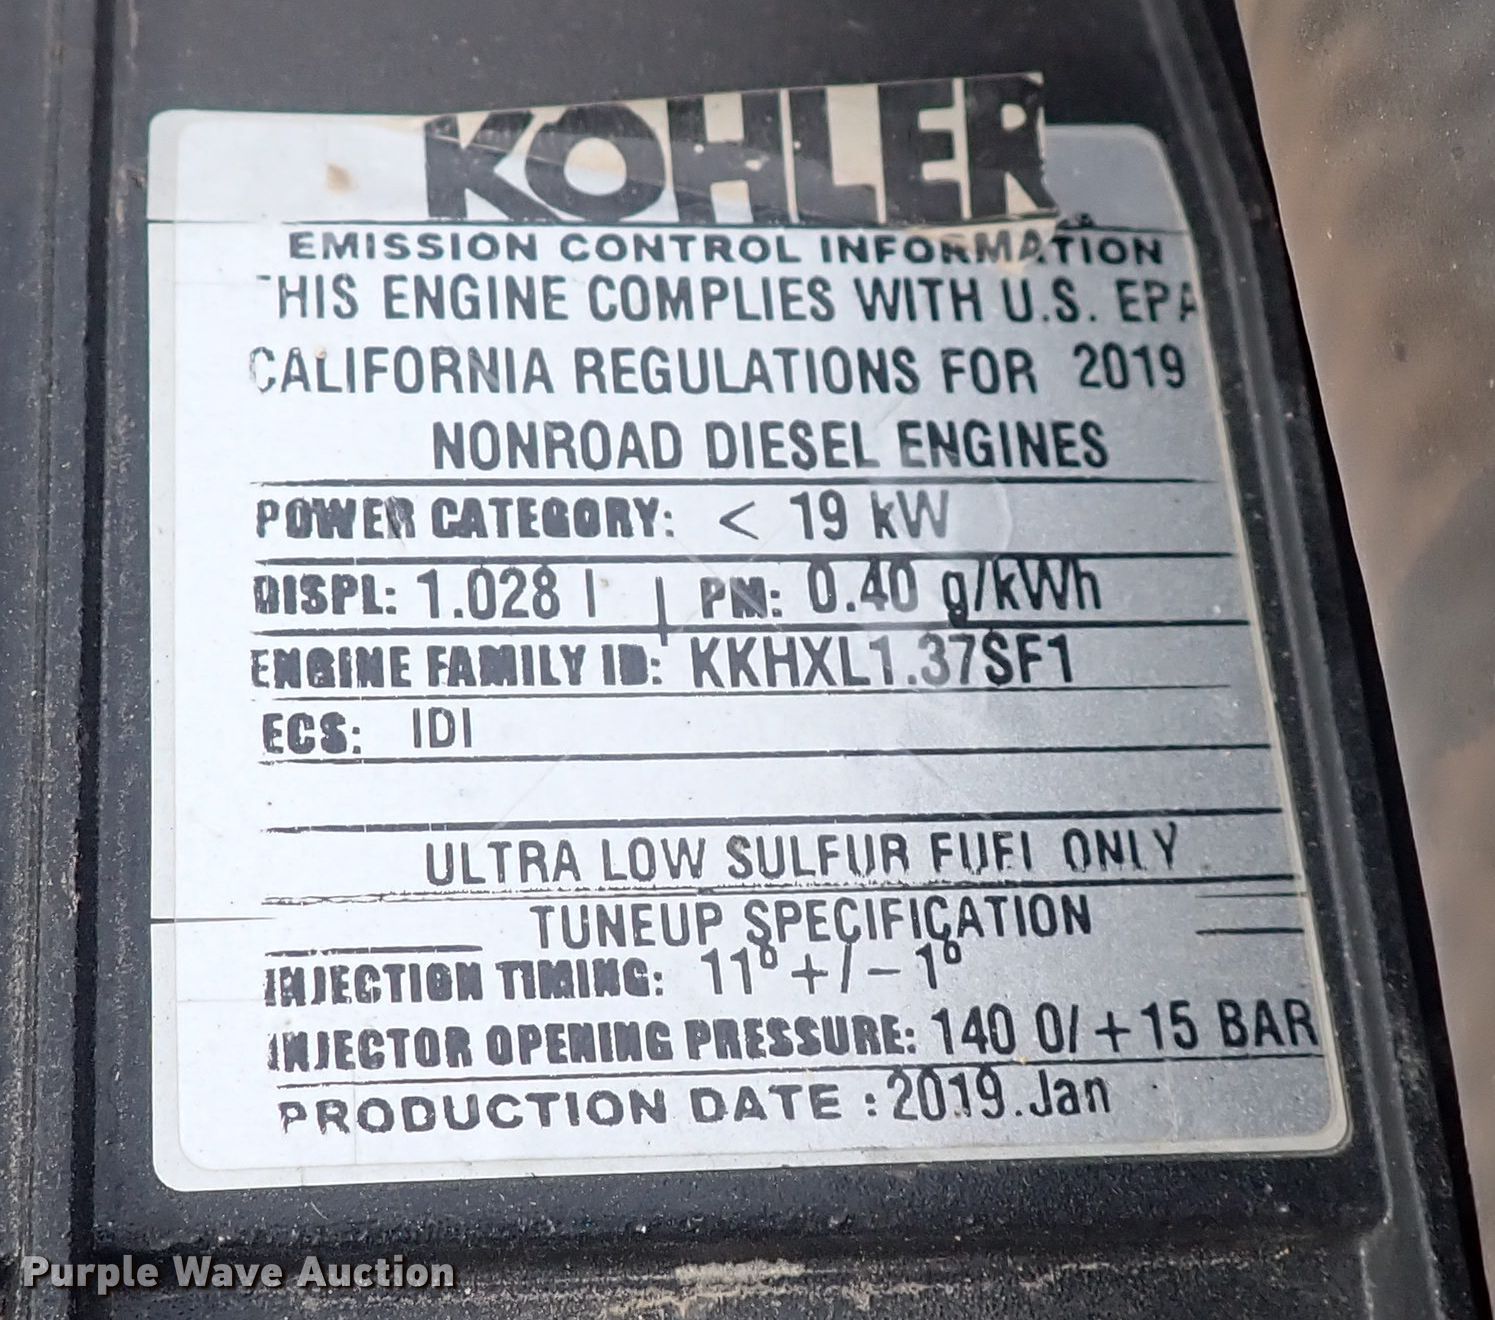 KOHLER
EMISSION CONTROL INFORMATION
THIS ENGINE COMPLIES WITH U.S. EPA
CALIFORNIA REGULATIONS FOR 2019
NONROAD DIESEL ENGINES
POWER CATEGORY: < 19 kW
DISPL: 1.028 l | PM: 0.40 g/kWh
ENGINE FAMILY ID: KKHXL1.37SF1
ECS: IDI
ULTRA LOW SULFUR FUEL ONLY
TUNEUP SPECIFICATION
INJECTION TIMING: 11° +/- 1°
INJECTOR OPENING PRESSURE: 140 0/+15 BAR
PRODUCTION DATE : 2019.Jan
Purple Wave Auction